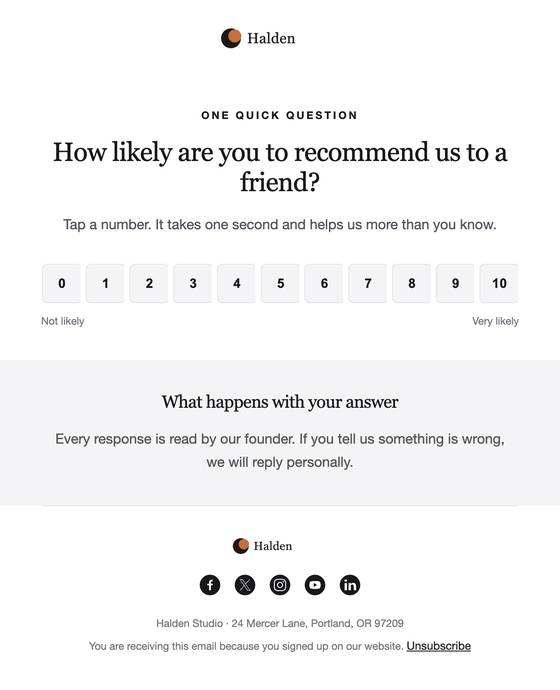 Halden
ONE QUICK QUESTION
How likely are you to recommend us to a
friend?
Tap a number. It takes one second and helps us more than you know.
0 1 2 3 4 5 6 7 8 9 10
Not likely Very likely
What happens with your answer
Every response is read by our founder. If you tell us something is wrong,
we will reply personally.
Halden
Halden Studio · 24 Mercer Lane, Portland, OR 97209
You are receiving this email because you signed up on our website. Unsubscribe